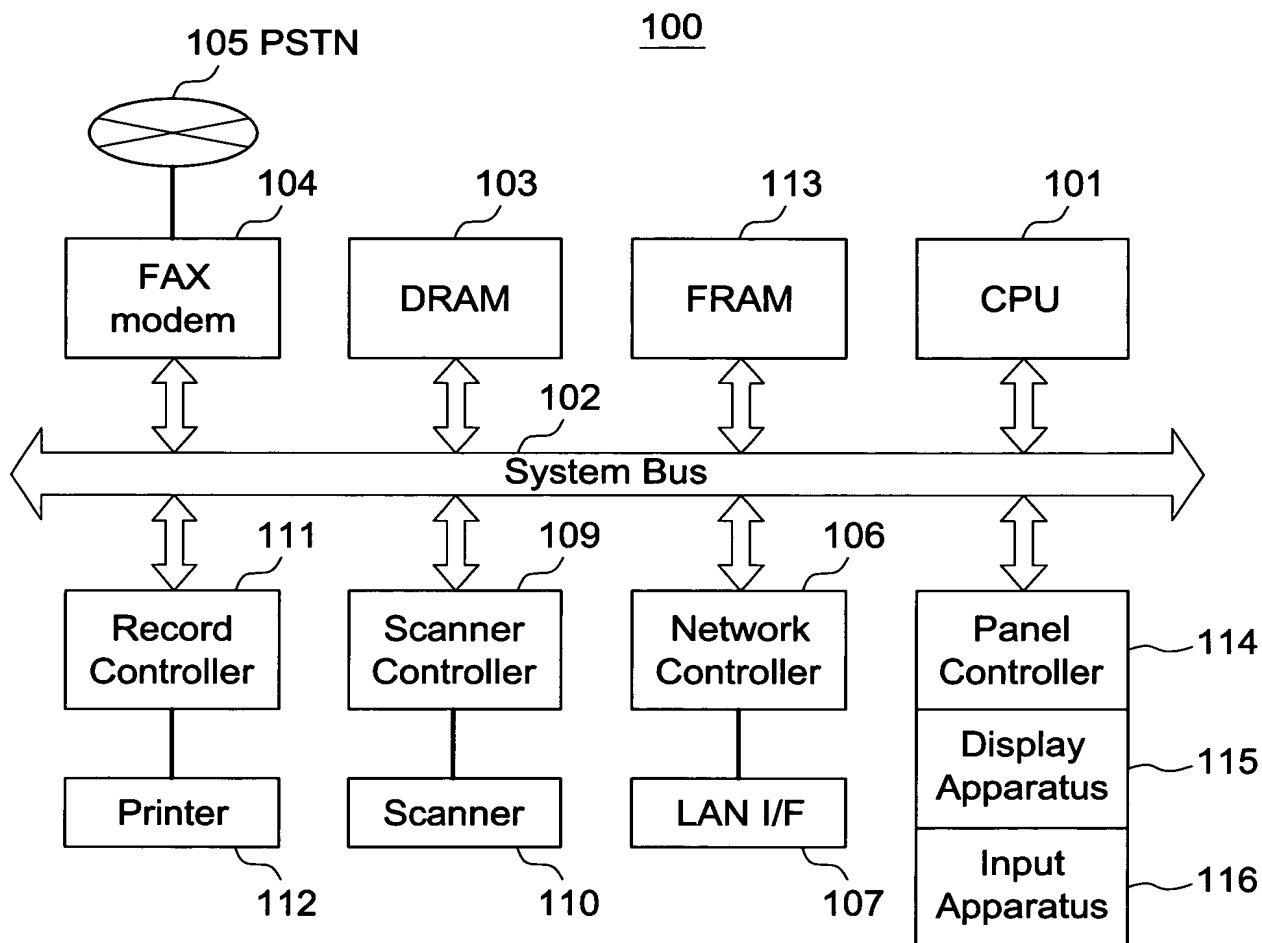 100
105 PSTN
104
103
113
101
FAX
modem
DRAM
FRAM
CPU
102
System Bus
111
109
106
Record
Controller
Scanner
Controller
Network
Controller
Panel
Controller
114
Display
Apparatus
115
Printer
Scanner
LAN I/F
Input
Apparatus
116
112
110
107